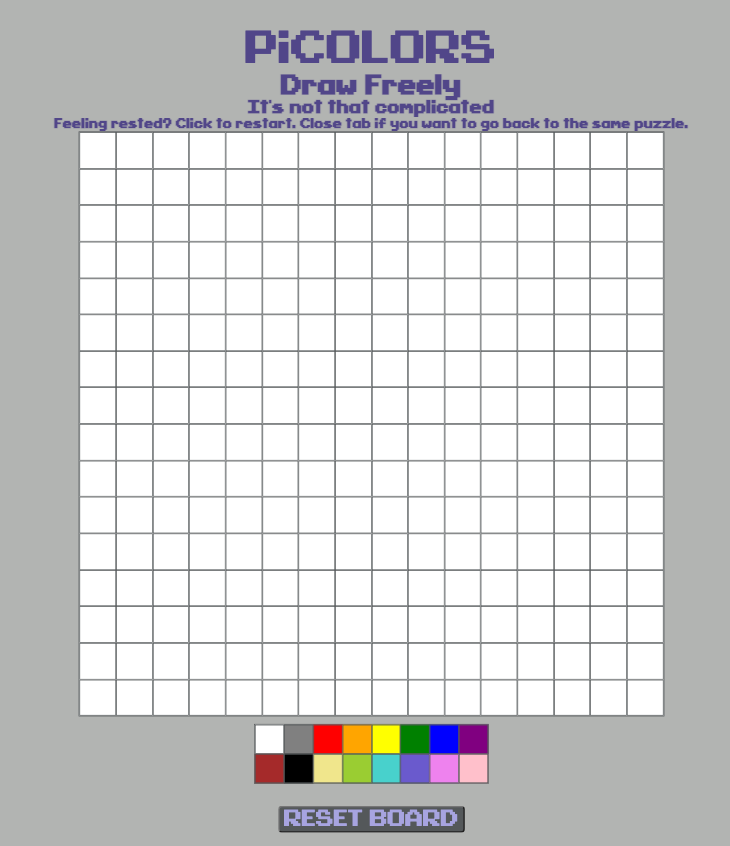 PiCOLORS
Draw Freely
It's not that complicated
Feeling rested? Click to restart. Close tab if you want to go back to the same puzzle.
RESET BOARD